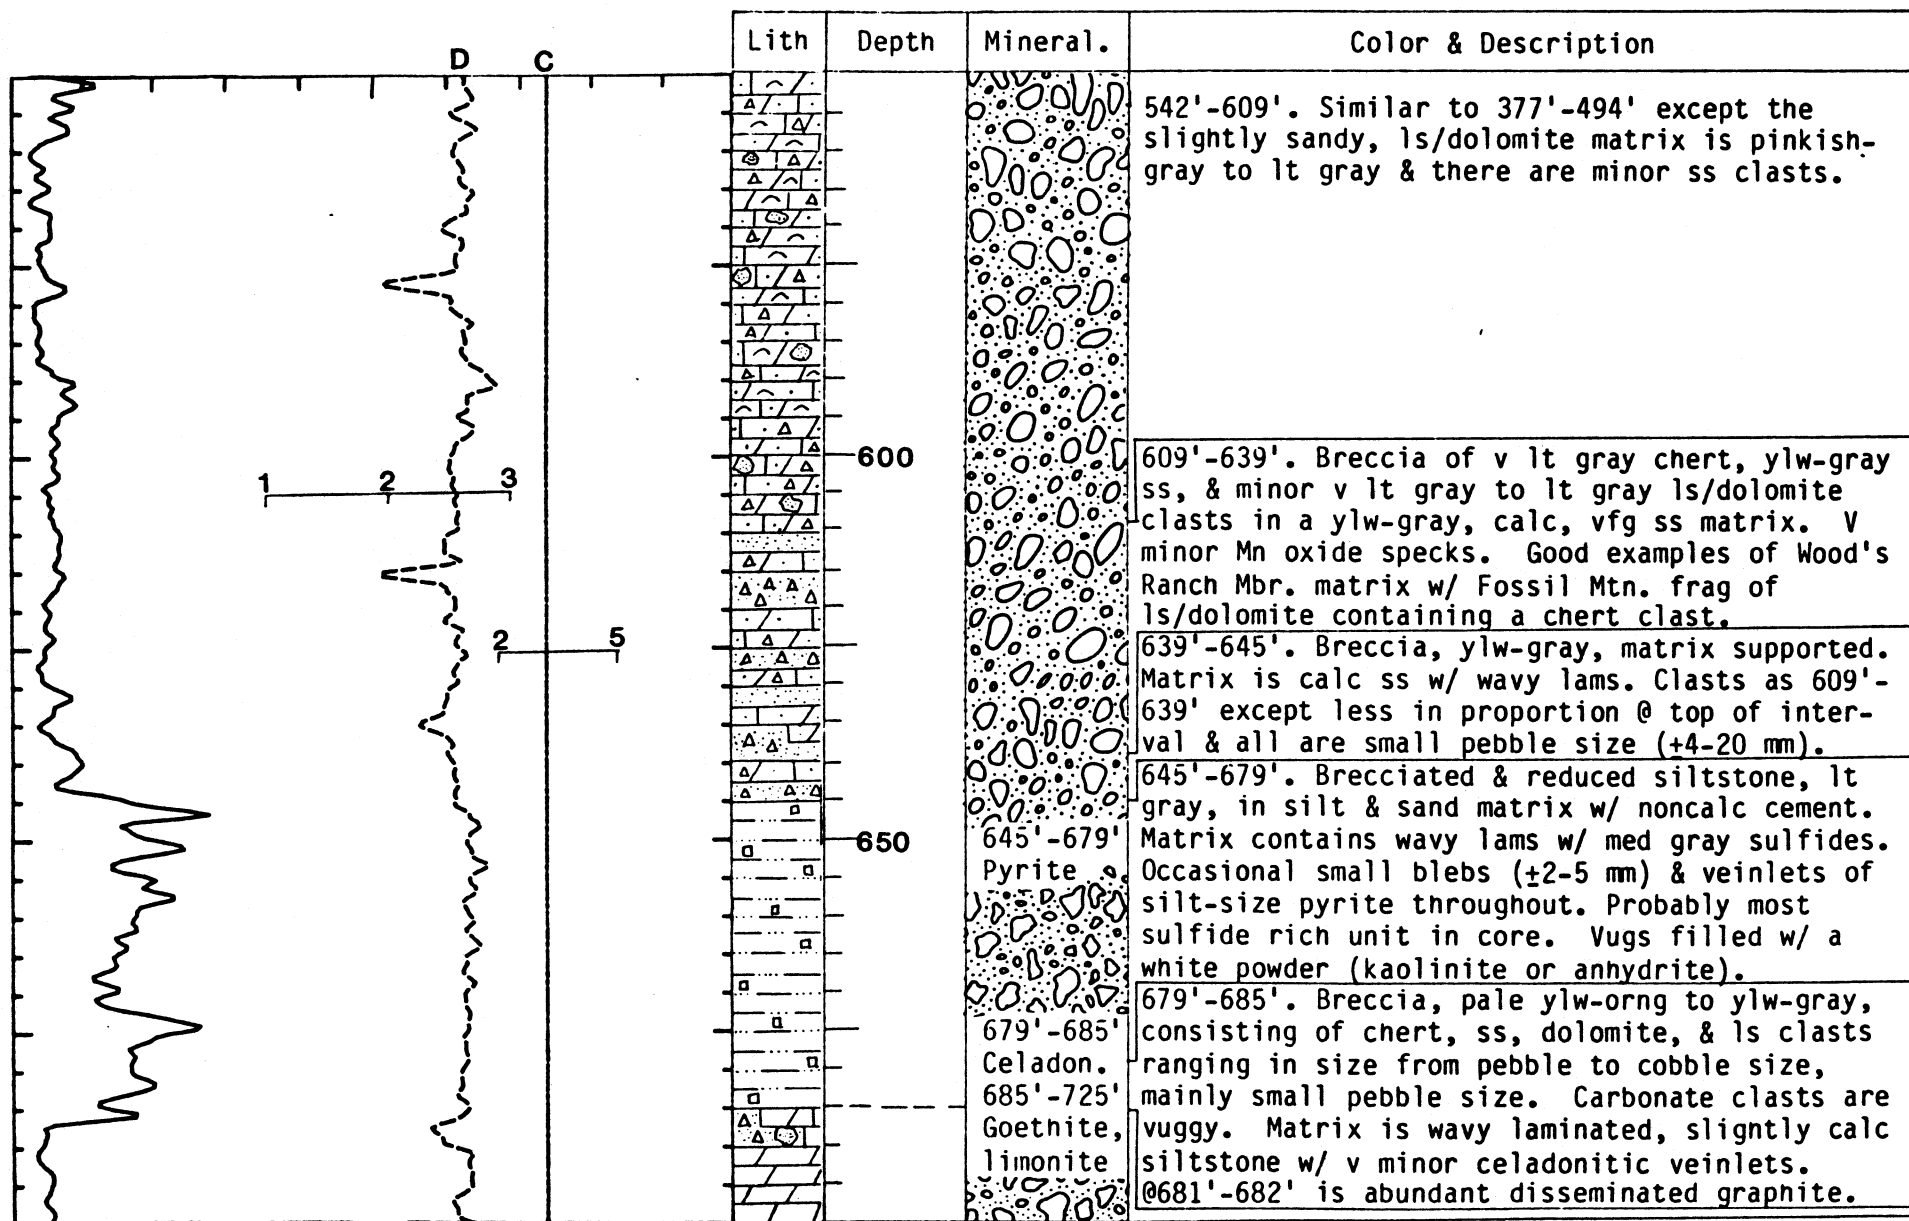 Lith Depth Mineral. Color & Description
D C
542'-609'. Similar to 377'-494' except the
slightly sandy, ls/dolomite matrix is pinkish-
gray to lt gray & there are minor ss clasts.
600
1 2 3
609'-639'. Breccia of v lt gray chert, ylw-gray
ss, & minor v lt gray to lt gray ls/dolomite
clasts in a ylw-gray, calc, vfg ss matrix. V
minor Mn oxide specks. Good examples of Wood's
Ranch Mbr. matrix w/ Fossil Mtn. frag of
ls/dolomite containing a chert clast.
2 5
639'-645'. Breccia, ylw-gray, matrix supported.
Matrix is calc ss w/ wavy lams. Clasts as 609'-
639' except less in proportion @ top of inter-
val & all are small pebble size (±4-20 mm).
650
645'-679'
Pyrite
645'-679'. Brecciated & reduced siltstone, lt
gray, in silt & sand matrix w/ noncalc cement.
Matrix contains wavy lams w/ med gray sulfides.
Occasional small blebs (±2-5 mm) & veinlets of
silt-size pyrite throughout. Probably most
sulfide rich unit in core. Vugs filled w/ a
white powder (kaolinite or anhydrite).
679'-685'
Celadon.
685'-725'
Goethite,
limonite
679'-685'. Breccia, pale ylw-orng to ylw-gray,
consisting of chert, ss, dolomite, & ls clasts
ranging in size from pebble to cobble size,
mainly small pebble size. Carbonate clasts are
vuggy. Matrix is wavy laminated, slightly calc
siltstone w/ v minor celadonitic veinlets.
@681'-682' is abundant disseminated graphite.